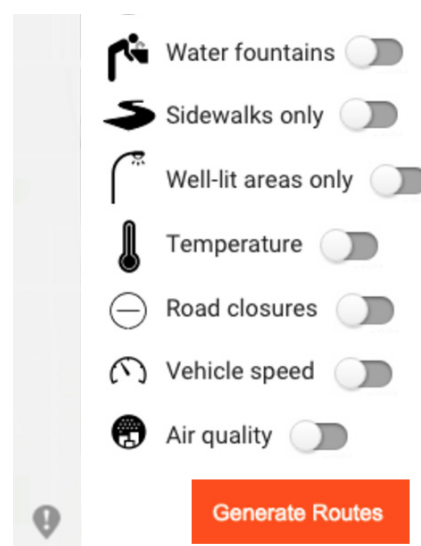 Water fountains
Sidewalks only
Well-lit areas only
Temperature
Road closures
Vehicle speed
Air quality
Generate Routes